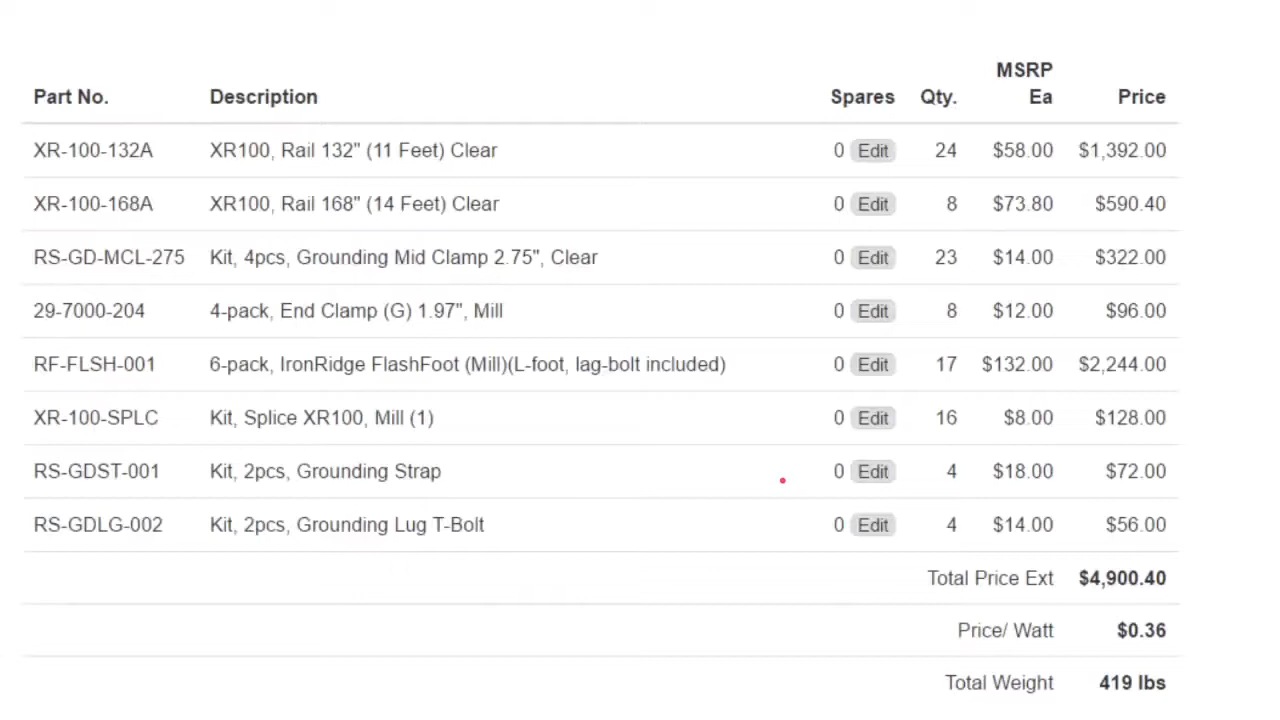 Part No. Description Spares Qty. MSRP Ea Price
XR-100-132A XR100, Rail 132" (11 Feet) Clear 0 Edit 24 $58.00 $1,392.00
XR-100-168A XR100, Rail 168" (14 Feet) Clear 0 Edit 8 $73.80 $590.40
RS-GD-MCL-275 Kit, 4pcs, Grounding Mid Clamp 2.75", Clear 0 Edit 23 $14.00 $322.00
29-7000-204 4-pack, End Clamp (G) 1.97", Mill 0 Edit 8 $12.00 $96.00
RF-FLSH-001 6-pack, IronRidge FlashFoot (Mill)(L-foot, lag-bolt included) 0 Edit 17 $132.00 $2,244.00
XR-100-SPLC Kit, Splice XR100, Mill (1) 0 Edit 16 $8.00 $128.00
RS-GDST-001 Kit, 2pcs, Grounding Strap 0 Edit 4 $18.00 $72.00
RS-GDLG-002 Kit, 2pcs, Grounding Lug T-Bolt 0 Edit 4 $14.00 $56.00
Total Price Ext $4,900.40
Price/ Watt $0.36
Total Weight 419 lbs